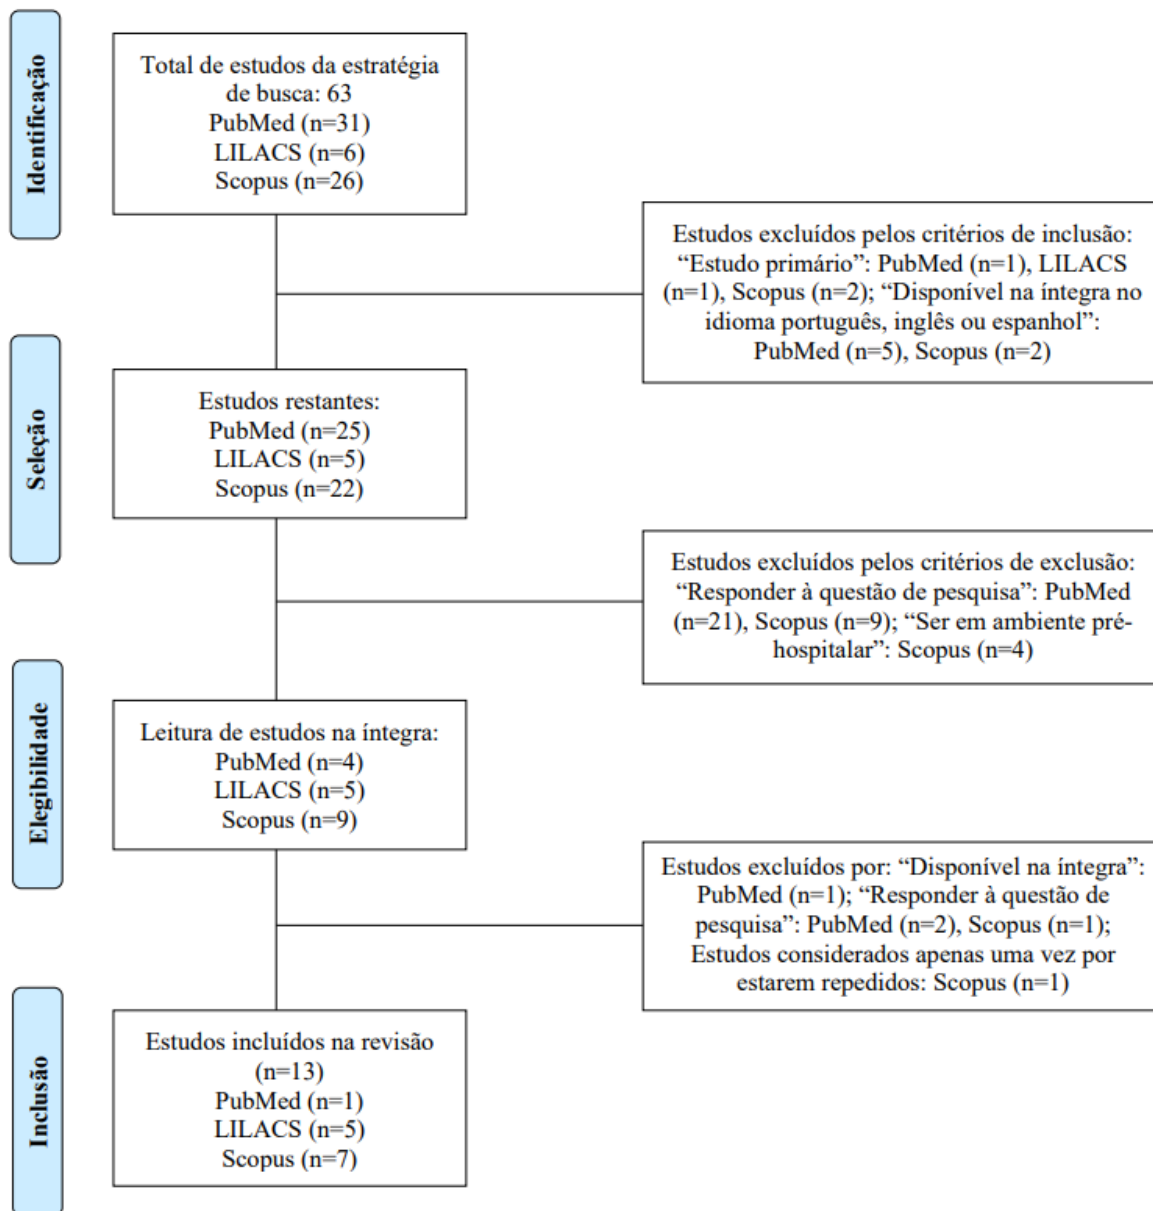 Identificação
Total de estudos da estratégia
de busca: 63
PubMed (n=31)
LILACS (n=6)
Scopus (n=26)
Estudos excluídos pelos critérios de inclusão:
“Estudo primário”: PubMed (n=1), LILACS
(n=1), Scopus (n=2); “Disponível na íntegra no
idioma português, inglês ou espanhol”:
PubMed (n=5), Scopus (n=2)
Seleção
Estudos restantes:
PubMed (n=25)
LILACS (n=5)
Scopus (n=22)
Estudos excluídos pelos critérios de exclusão:
“Responder à questão de pesquisa”: PubMed
(n=21), Scopus (n=9); “Ser em ambiente pré-
hospitalar”: Scopus (n=4)
Elegibilidade
Leitura de estudos na íntegra:
PubMed (n=4)
LILACS (n=5)
Scopus (n=9)
Estudos excluídos por: “Disponível na íntegra”:
PubMed (n=1); “Responder à questão de
pesquisa”: PubMed (n=2), Scopus (n=1);
Estudos considerados apenas uma vez por
estarem repedidos: Scopus (n=1)
Inclusão
Estudos incluídos na revisão
(n=13)
PubMed (n=1)
LILACS (n=5)
Scopus (n=7)